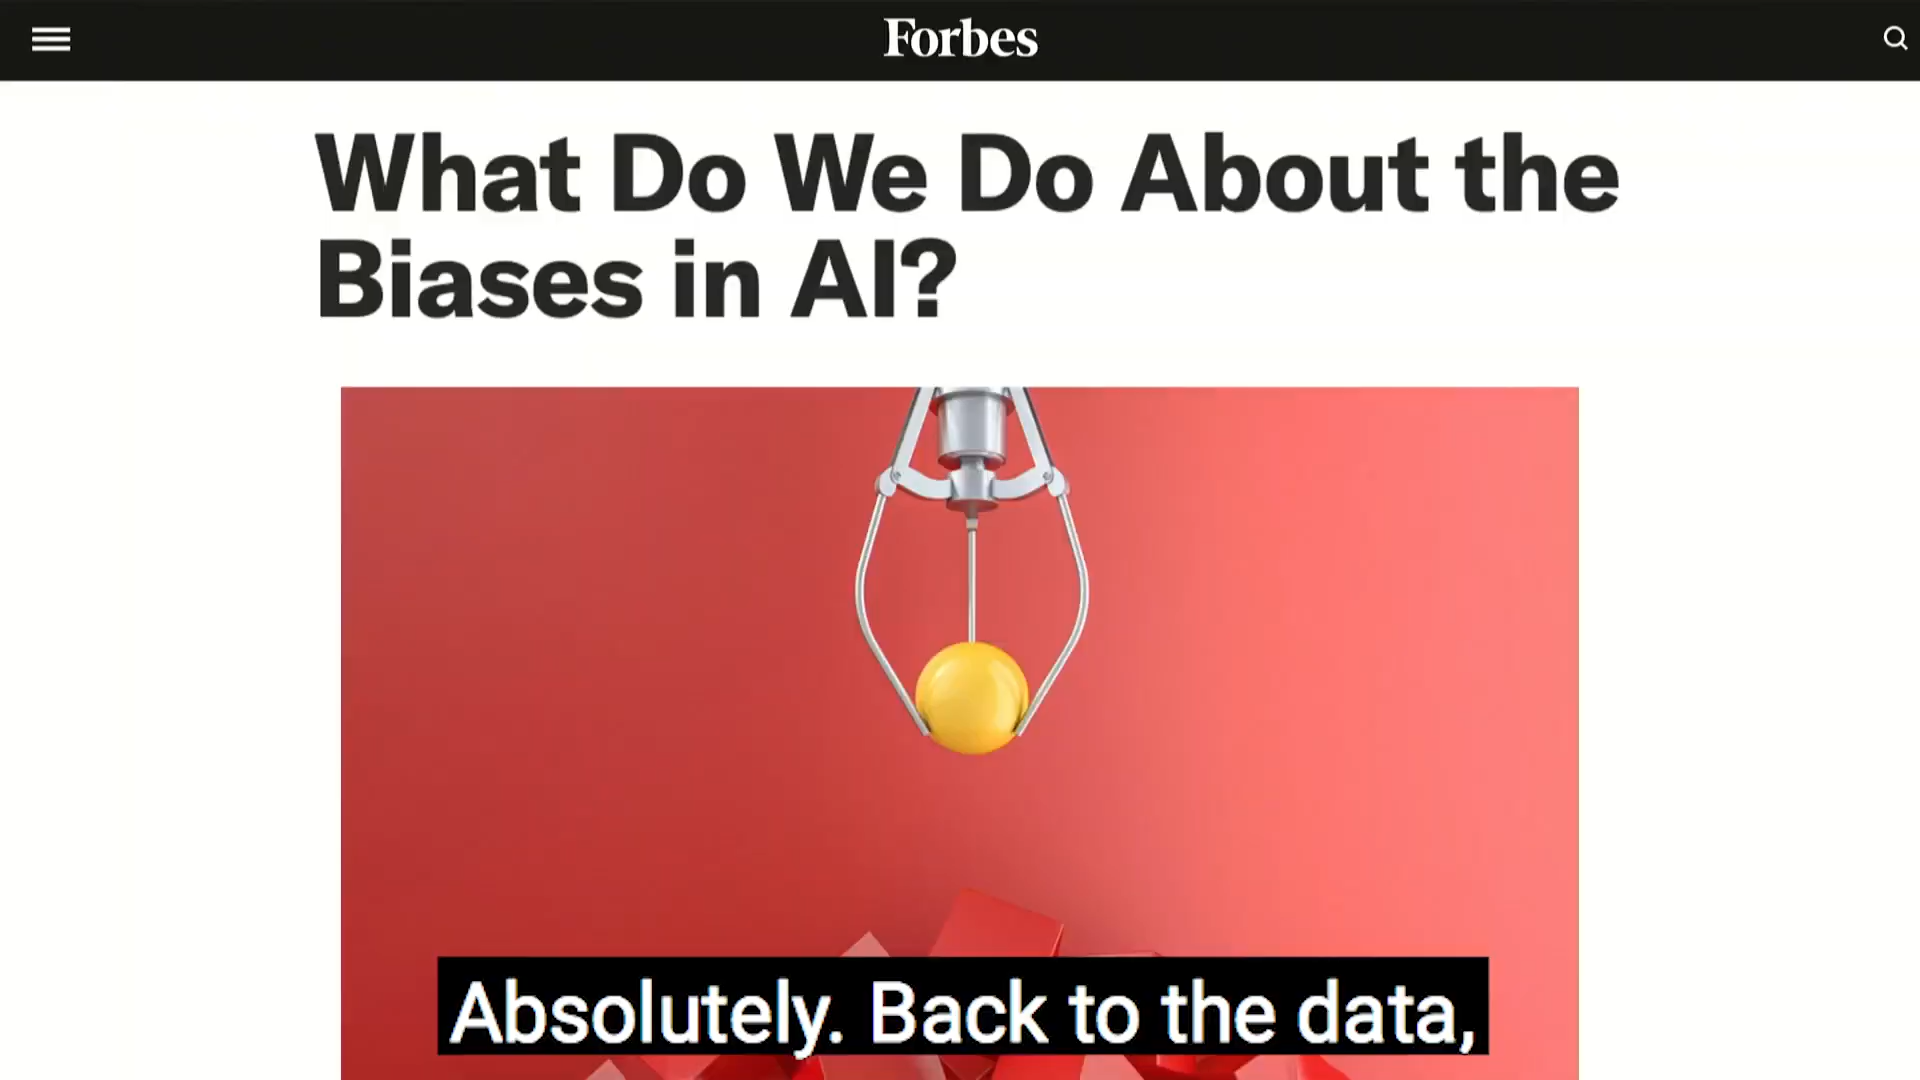 Forbes
What Do We Do About the
Biases in AI?
Absolutely. Back to the data,